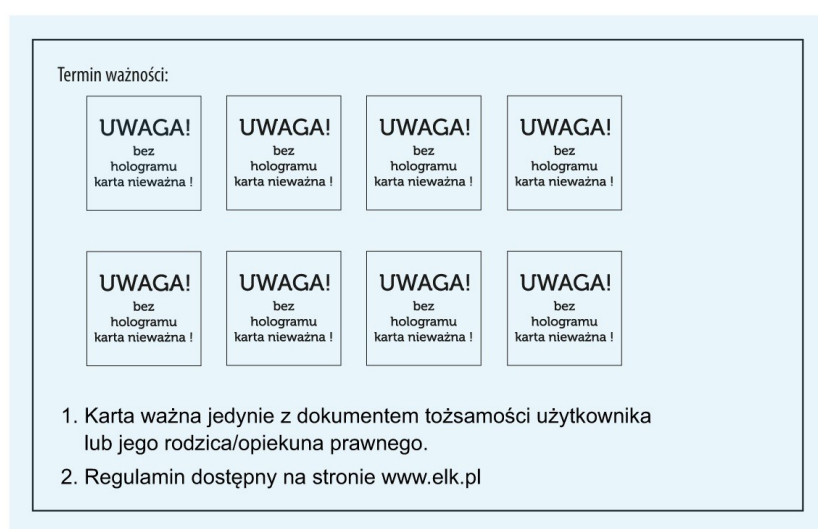 Termin ważności:
UWAGA! UWAGA! UWAGA! UWAGA!
bez bez bez bez
hologramu hologramu hologramu hologramu
karta nieważna ! karta nieważna ! karta nieważna ! karta nieważna !
UWAGA! UWAGA! UWAGA! UWAGA!
bez bez bez bez
hologramu hologramu hologramu hologramu
karta nieważna ! karta nieważna ! karta nieważna ! karta nieważna !
1. Karta ważna jedynie z dokumentem tożsamości użytkownika
lub jego rodzica/opiekuna prawnego.
2. Regulamin dostępny na stronie www.elk.pl